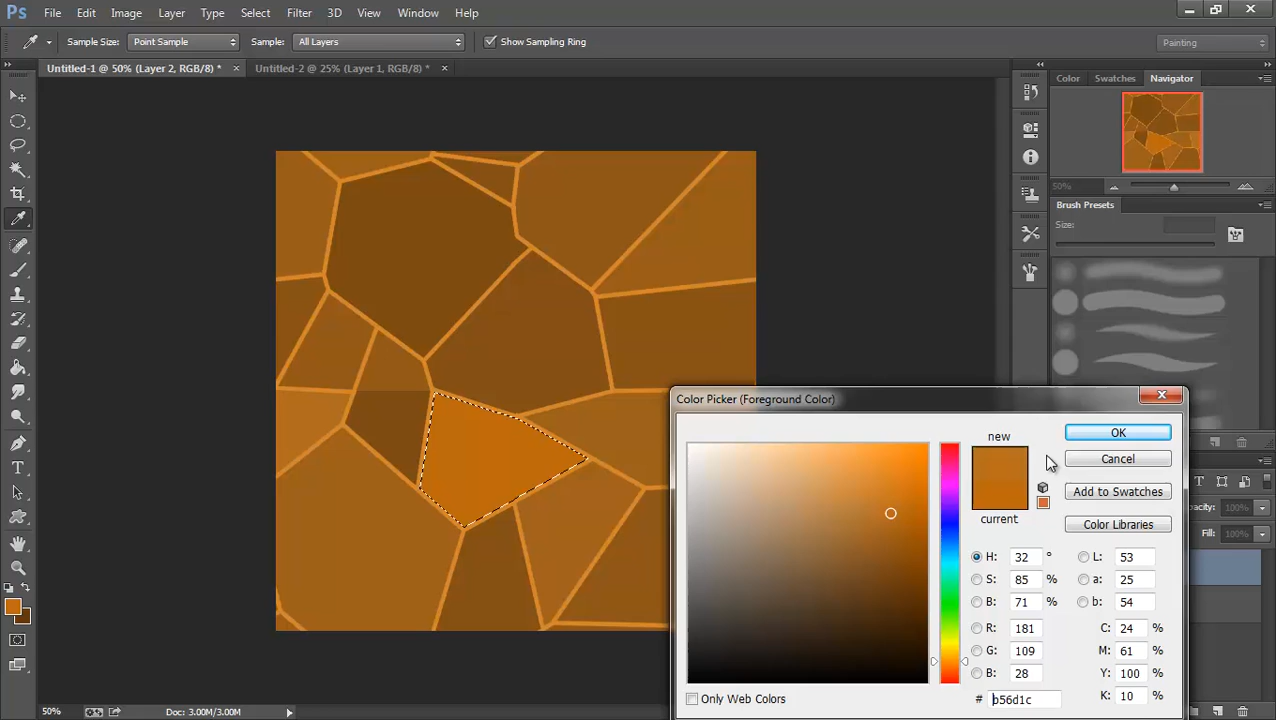 Ps File Edit Image Layer Type Select Filter 3D View Window Help
Sample Size: Point Sample Sample: All Layers Show Sampling Ring Painting
Untitled-1 @ 50% (Layer 2, RGB/8) * × Untitled-2 @ 25% (Layer 1, RGB/8) * ×
Color Swatches Navigator
50%
Brush Presets
Size:
Color Picker (Foreground Color)
new
OK
Cancel
Add to Swatches
current
Color Libraries
H: 32 ° L: 53
S: 85 % a: 25
B: 71 % b: 54
R: 181 C: 24 %
G: 109 M: 61 %
B: 28 Y: 100 %
Only Web Colors # b56d1c K: 10 %
T
100%
Fill: 100%
50% Doc: 3.00M/3.00M